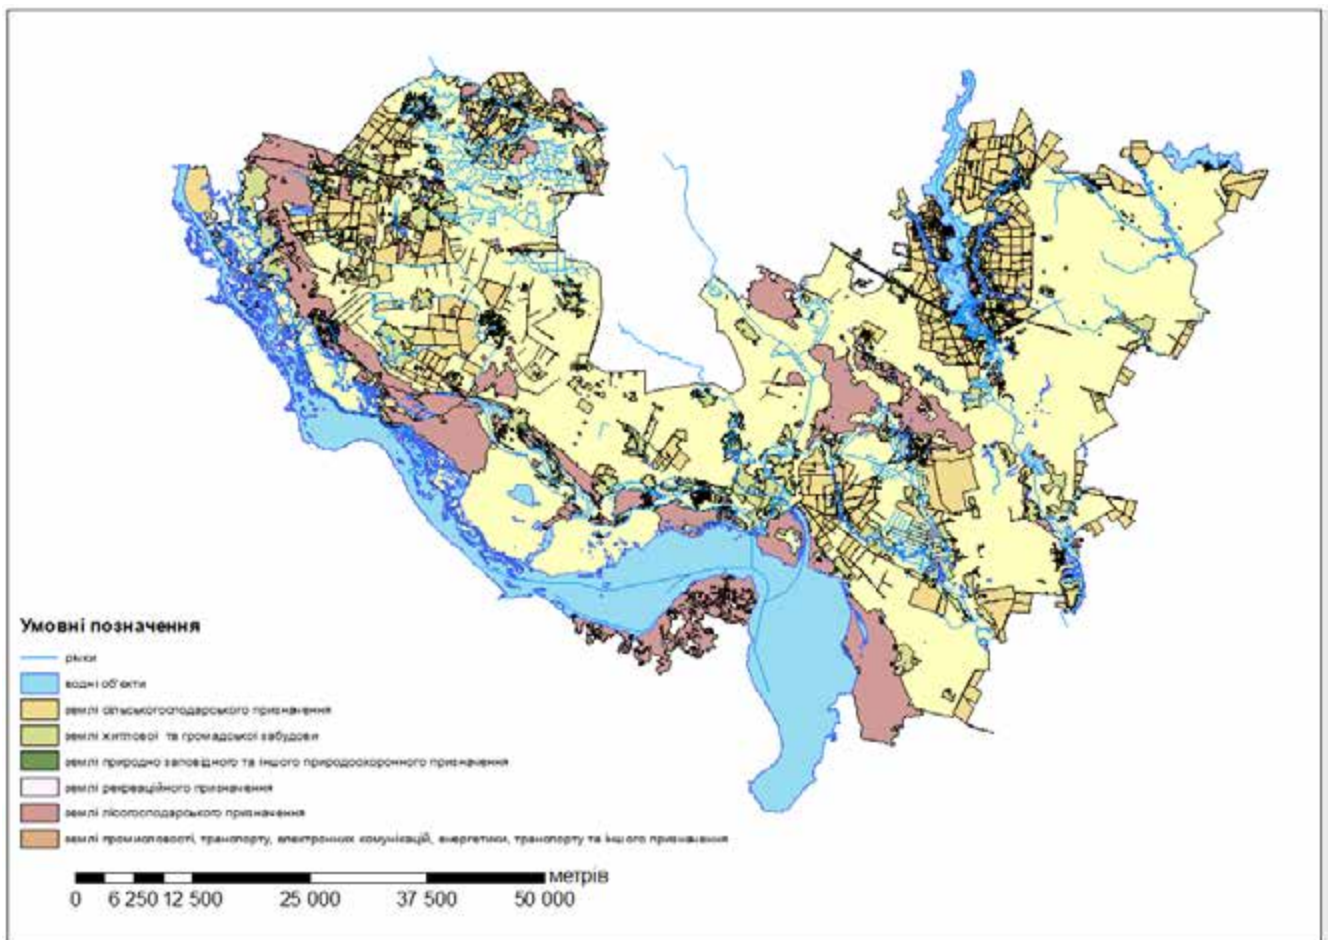 Умовні позначення
річки
водні об'єкти
землі сільськогосподарського призначення
землі житлової та громадської забудови
землі природно заповідного та іншого природоохоронного призначення
землі рекреаційного призначення
землі лісогосподарського призначення
землі промисловості, транспорту, електронних комунікацій, енергетики, транспорту та іншого призначення
метрів
0 6 250 12 500 25 000 37 500 50 000